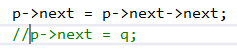 p->next = p->next->next;
//p->next = q;